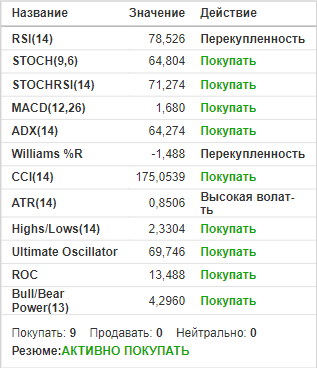 Название Значение Действие
RSI(14) 78,526 Перекупленность
STOCH(9,6) 64,804 Покупать
STOCHRSI(14) 71,274 Покупать
MACD(12,26) 1,680 Покупать
ADX(14) 64,274 Покупать
Williams %R -1,488 Перекупленность
CCI(14) 175,0539 Покупать
ATR(14) 0,8506 Высокая волат-
ть
Highs/Lows(14) 2,3304 Покупать
Ultimate Oscillator 69,746 Покупать
ROC 13,488 Покупать
Bull/Bear
Power(13) 4,2960 Покупать
Покупать: 9 Продавать: 0 Нейтрально: 0
Резюме:АКТИВНО ПОКУПАТЬ